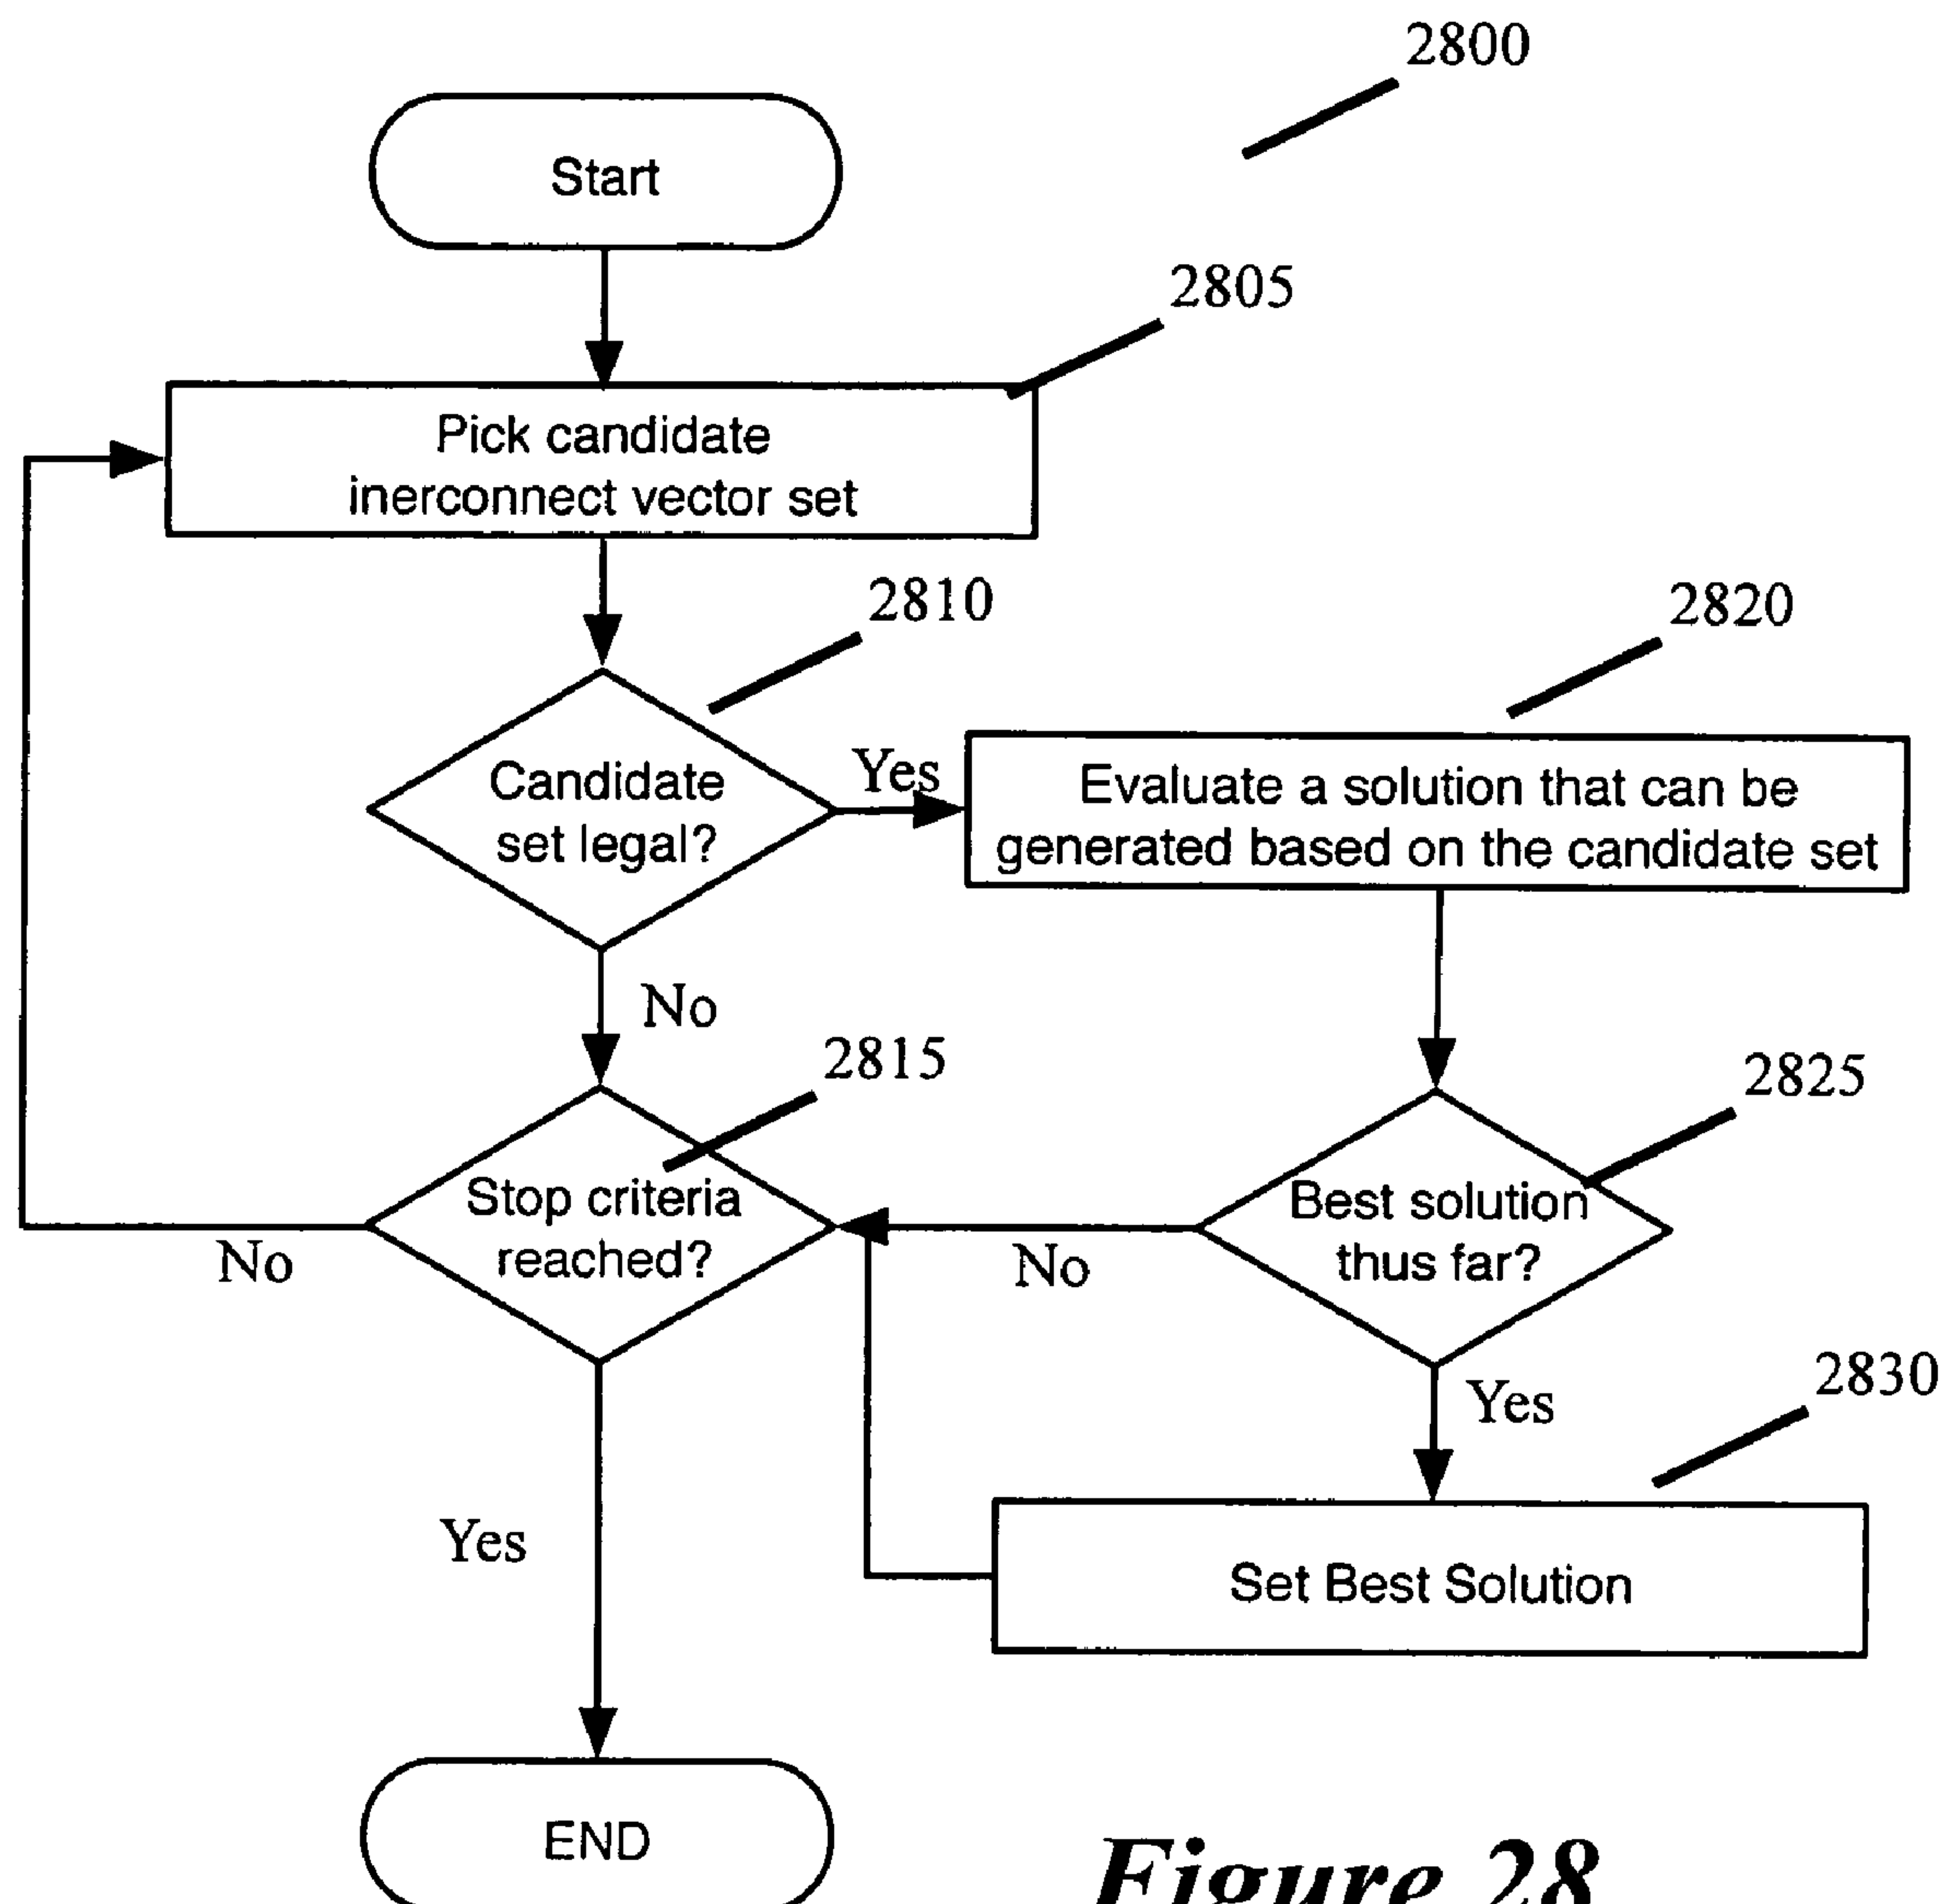 2800
Start
2805
Pick candidate
inerconnect vector set
2810
2820
Candidate
set legal?
Yes
Evaluate a solution that can be
generated based on the candidate set
No
2815
2825
Stop criteria
reached?
No
Best solution
thus far?
No
2830
Yes
Yes
Set Best Solution
END
Figure 28